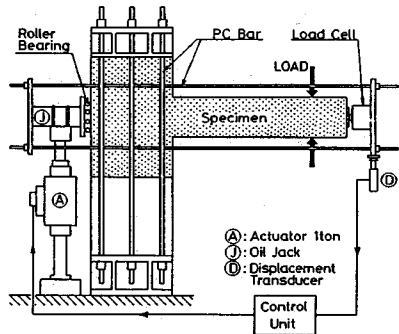 Roller
Bearing
PC Bar
Load Cell
LOAD
Specimen
J
A
D
Ⓐ: Actuator 1ton
Ⓙ: Oil Jack
Ⓓ: Displacement
Transducer
Control
Unit